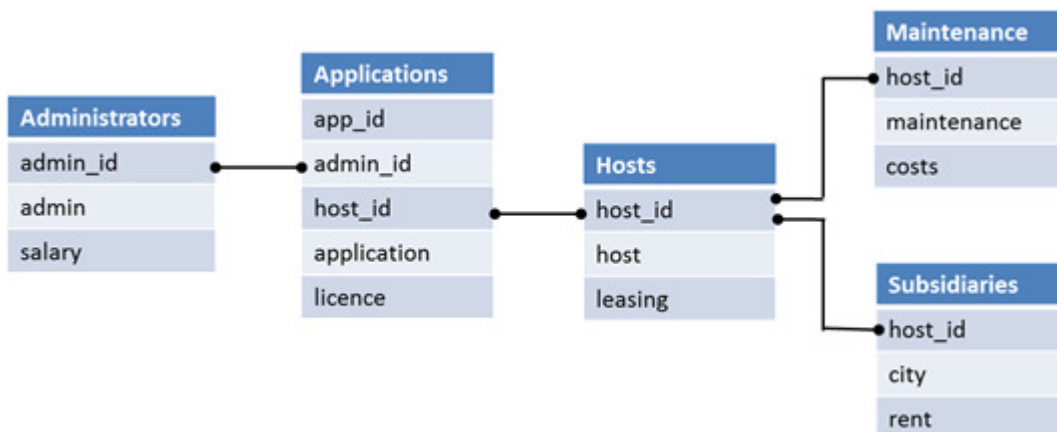 Administrators
admin_id
admin
salary
Applications
app_id
admin_id
host_id
application
licence
Hosts
host_id
host
leasing
Maintenance
host_id
maintenance
costs
Subsidiaries
host_id
city
rent